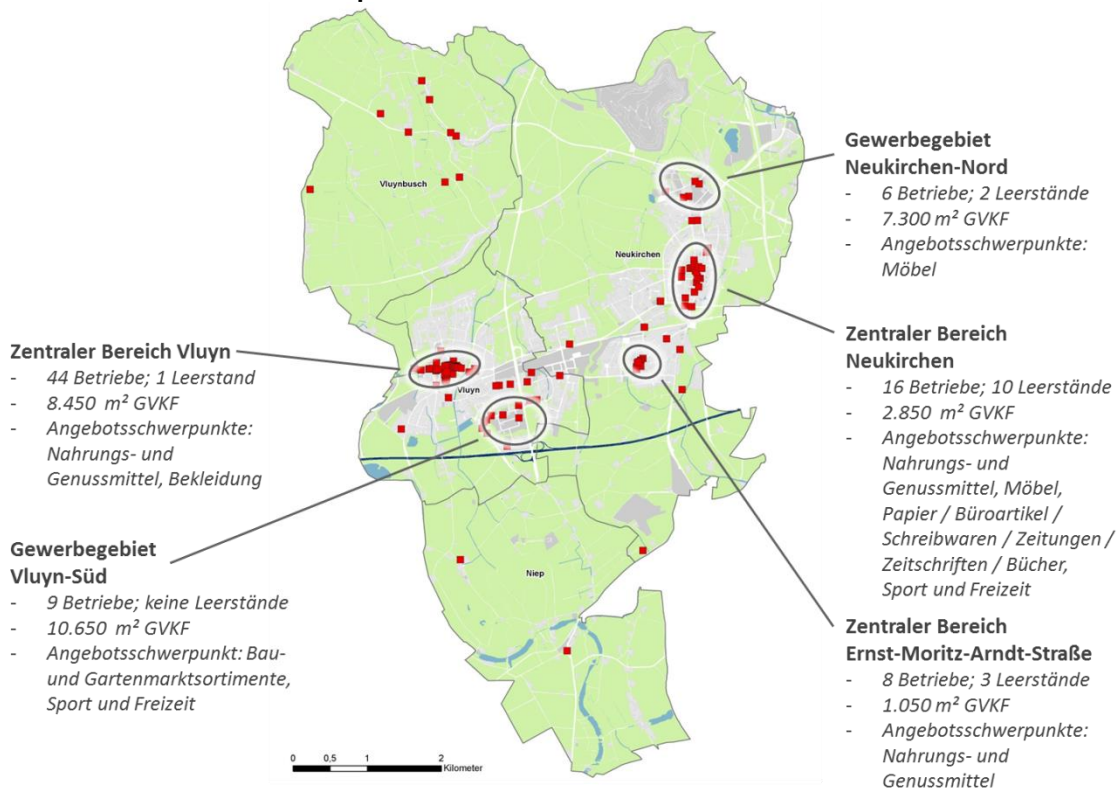 Gewerbegebiet
Neukirchen-Nord
- 6 Betriebe; 2 Leerstände
- 7.300 m² GVKF
- Angebotsschwerpunkte:
Möbel
Vluynbusch
Neukirchen
Zentraler Bereich Vluyn
- 44 Betriebe; 1 Leerstand
- 8.450 m² GVKF
- Angebotsschwerpunkte:
Nahrungs- und
Genussmittel, Bekleidung
Vluyn
Zentraler Bereich
Neukirchen
- 16 Betriebe; 10 Leerstände
- 2.850 m² GVKF
- Angebotsschwerpunkte:
Nahrungs- und
Genussmittel, Möbel,
Papier / Büroartikel /
Schreibwaren / Zeitungen /
Zeitschriften / Bücher,
Sport und Freizeit
Gewerbegebiet
Vluyn-Süd
- 9 Betriebe; keine Leerstände
- 10.650 m² GVKF
- Angebotsschwerpunkt: Bau-
und Gartenmarktsortimente,
Sport und Freizeit
Niep
Zentraler Bereich
Ernst-Moritz-Arndt-Straße
- 8 Betriebe; 3 Leerstände
- 1.050 m² GVKF
- Angebotsschwerpunkte:
Nahrungs- und
Genussmittel
0 0,5 1 2
Kilometer